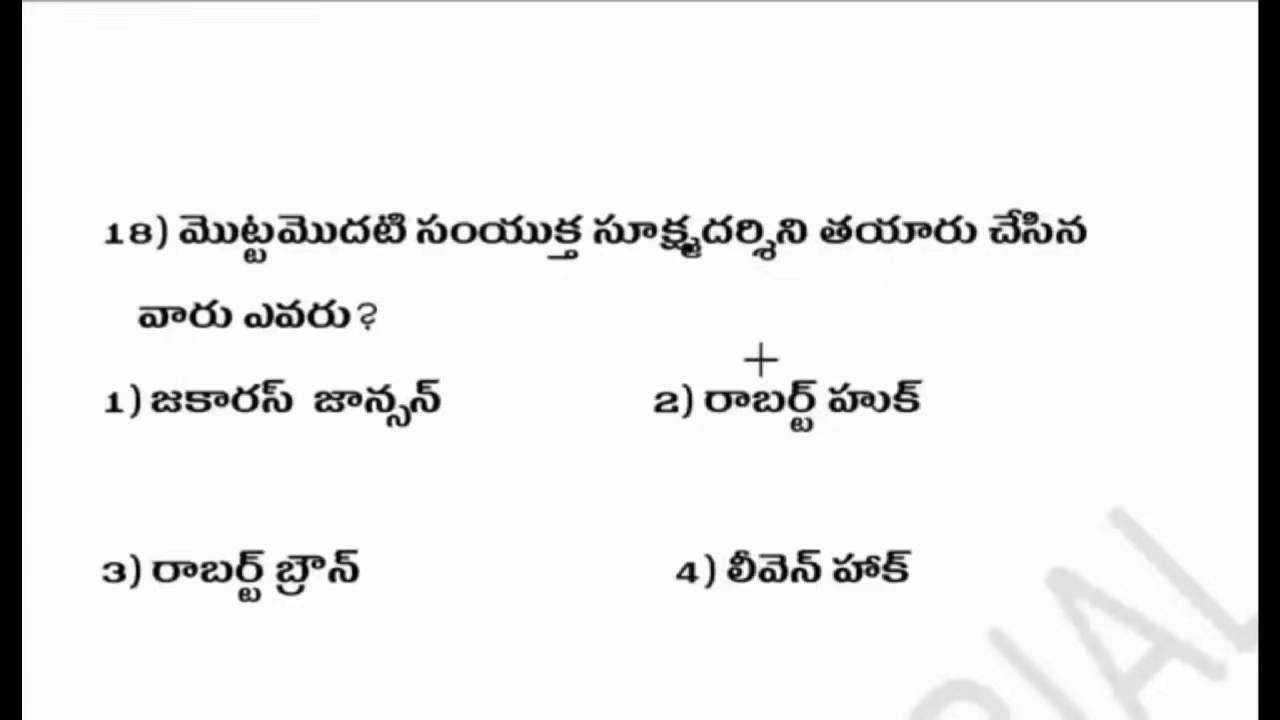 18) మొట్టమొదటి సంయుక్త సూక్ష్మదర్శిని తయారు చేసిన
వారు ఎవరు?
1) జకారస్ జాన్సన్ 2) రాబర్ట్ హుక్
3) రాబర్ట్ బ్రౌన్ 4) లీవెన్ హాక్